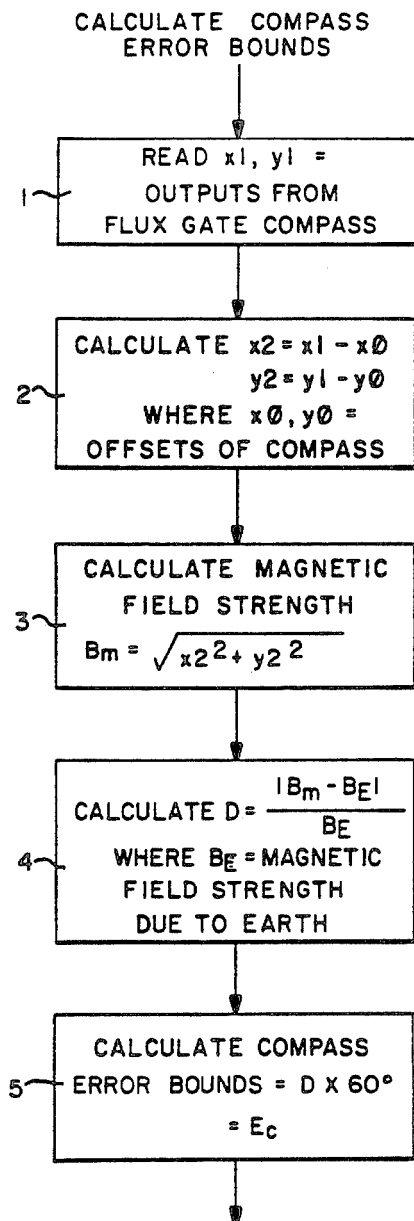 CALCULATE COMPASS
ERROR BOUNDS
READ x1, y1 =
1
OUTPUTS FROM
FLUX GATE COMPASS
CALCULATE x2 = x1 - xØ
y2 = y1 - yØ
2
WHERE xØ, yØ =
OFFSETS OF COMPASS
CALCULATE MAGNETIC
FIELD STRENGTH
3
Bm = √x2² + y2²
CALCULATE D = |Bm - BE| / BE
4
WHERE BE = MAGNETIC
FIELD STRENGTH
DUE TO EARTH
CALCULATE COMPASS
5
ERROR BOUNDS = D X 60°
= Ec